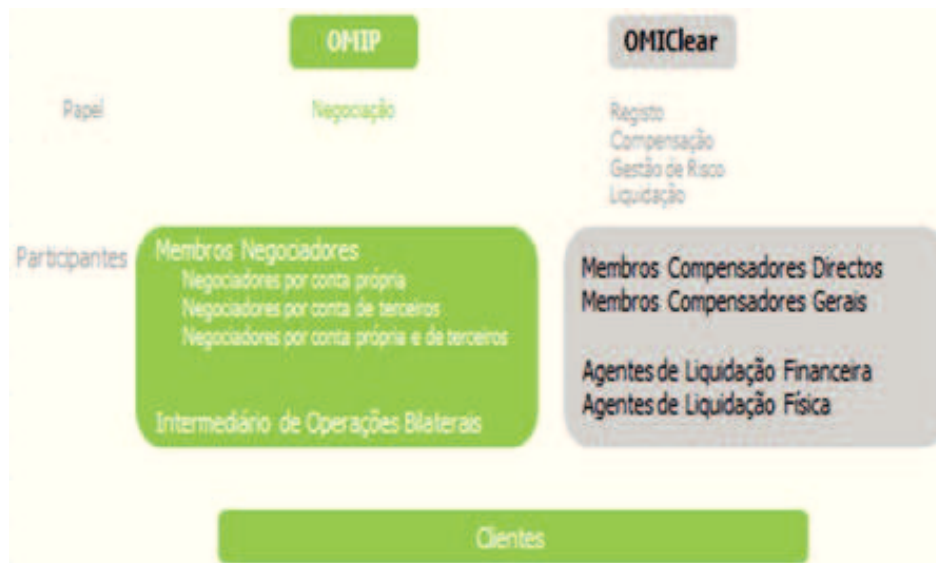 OMIP
OMIClear
Papel
Negociação
Registo
Compensação
Gestão de Risco
Liquidação
Participantes
Membros Negociadores
Negociadores por conta própria
Negociadores por conta de terceiros
Negociadores por conta própria e de terceiros
Intermediário de Operações Bilaterais
Membros Compensadores Directos
Membros Compensadores Gerais
Agentes de Liquidação Financeira
Agentes de Liquidação Física
Clientes